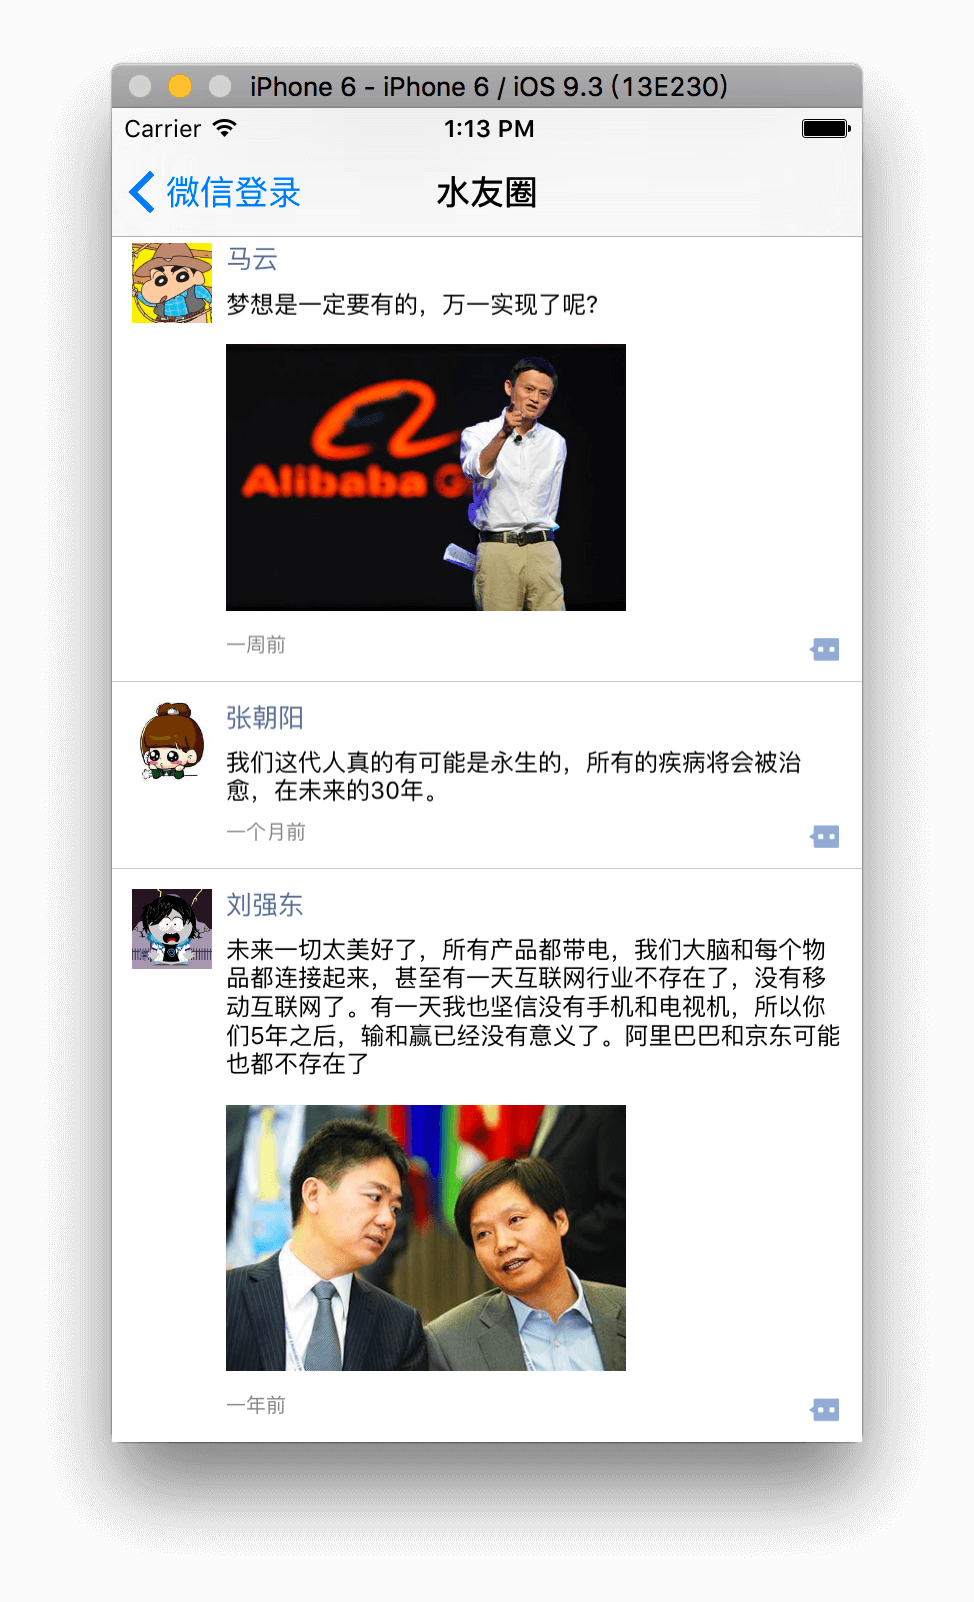 iPhone 6 - iPhone 6 / iOS 9.3 (13E230)
Carrier
1:13 PM
微信登录
水友圈
马云
梦想是一定要有的，万一实现了呢?
Alibaba G
一周前
张朝阳
我们这代人真的有可能是永生的，所有的疾病将会被治
愈，在未来的30年。
一个月前
刘强东
未来一切太美好了，所有产品都带电，我们大脑和每个物
品都连接起来，甚至有一天互联网行业不存在了，没有移
动互联网了。有一天我也坚信没有手机和电视机，所以你
们5年之后，输和赢已经没有意义了。阿里巴巴和京东可能
也都不存在了
一年前